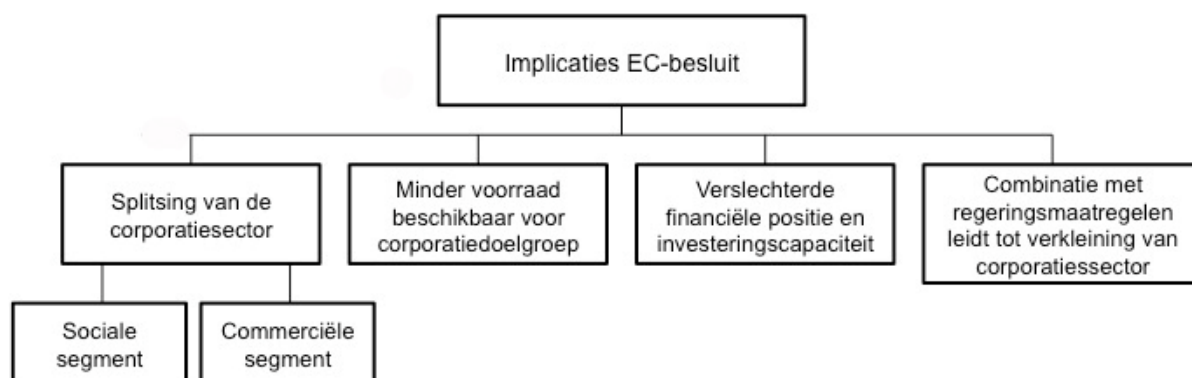 Implicaties EC-besluit
Splitsing van de
corporatiesector
Minder voorraad
beschikbaar voor
corporatiedoelgroep
Verslechterde
financiële positie en
investeringscapaciteit
Combinatie met
regeringsmaatregelen
leidt tot verkleining van
corporatiessector
Sociale
segment
Commerciële
segment